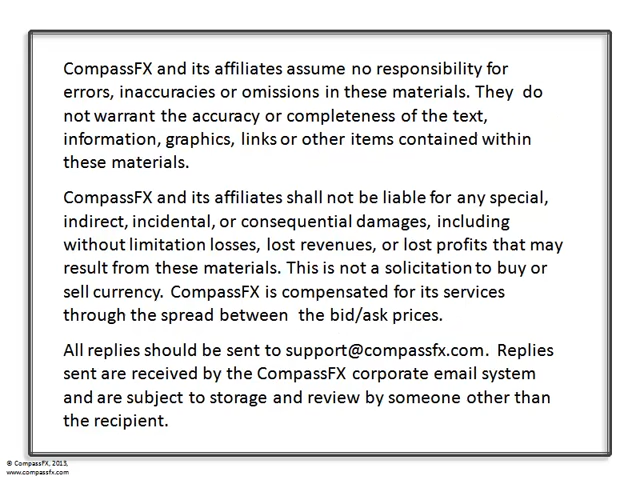 CompassFX and its affiliates assume no responsibility for
errors, inaccuracies or omissions in these materials. They  do
not warrant the accuracy or completeness of the text,
information, graphics, links or other items contained within
these materials.
CompassFX and its affiliates shall not be liable for any special,
indirect, incidental, or consequential damages, including
without limitation losses, lost revenues, or lost profits that may
result from these materials. This is not a solicitation to buy or
sell currency.  CompassFX is compensated for its services
through the spread between  the bid/ask prices.
All replies should be sent to support@compassfx.com.  Replies
sent are received by the CompassFX corporate email system
and are subject to storage and review by someone other than
the recipient.
© CompassFX, 2013,
www.compassfx.com